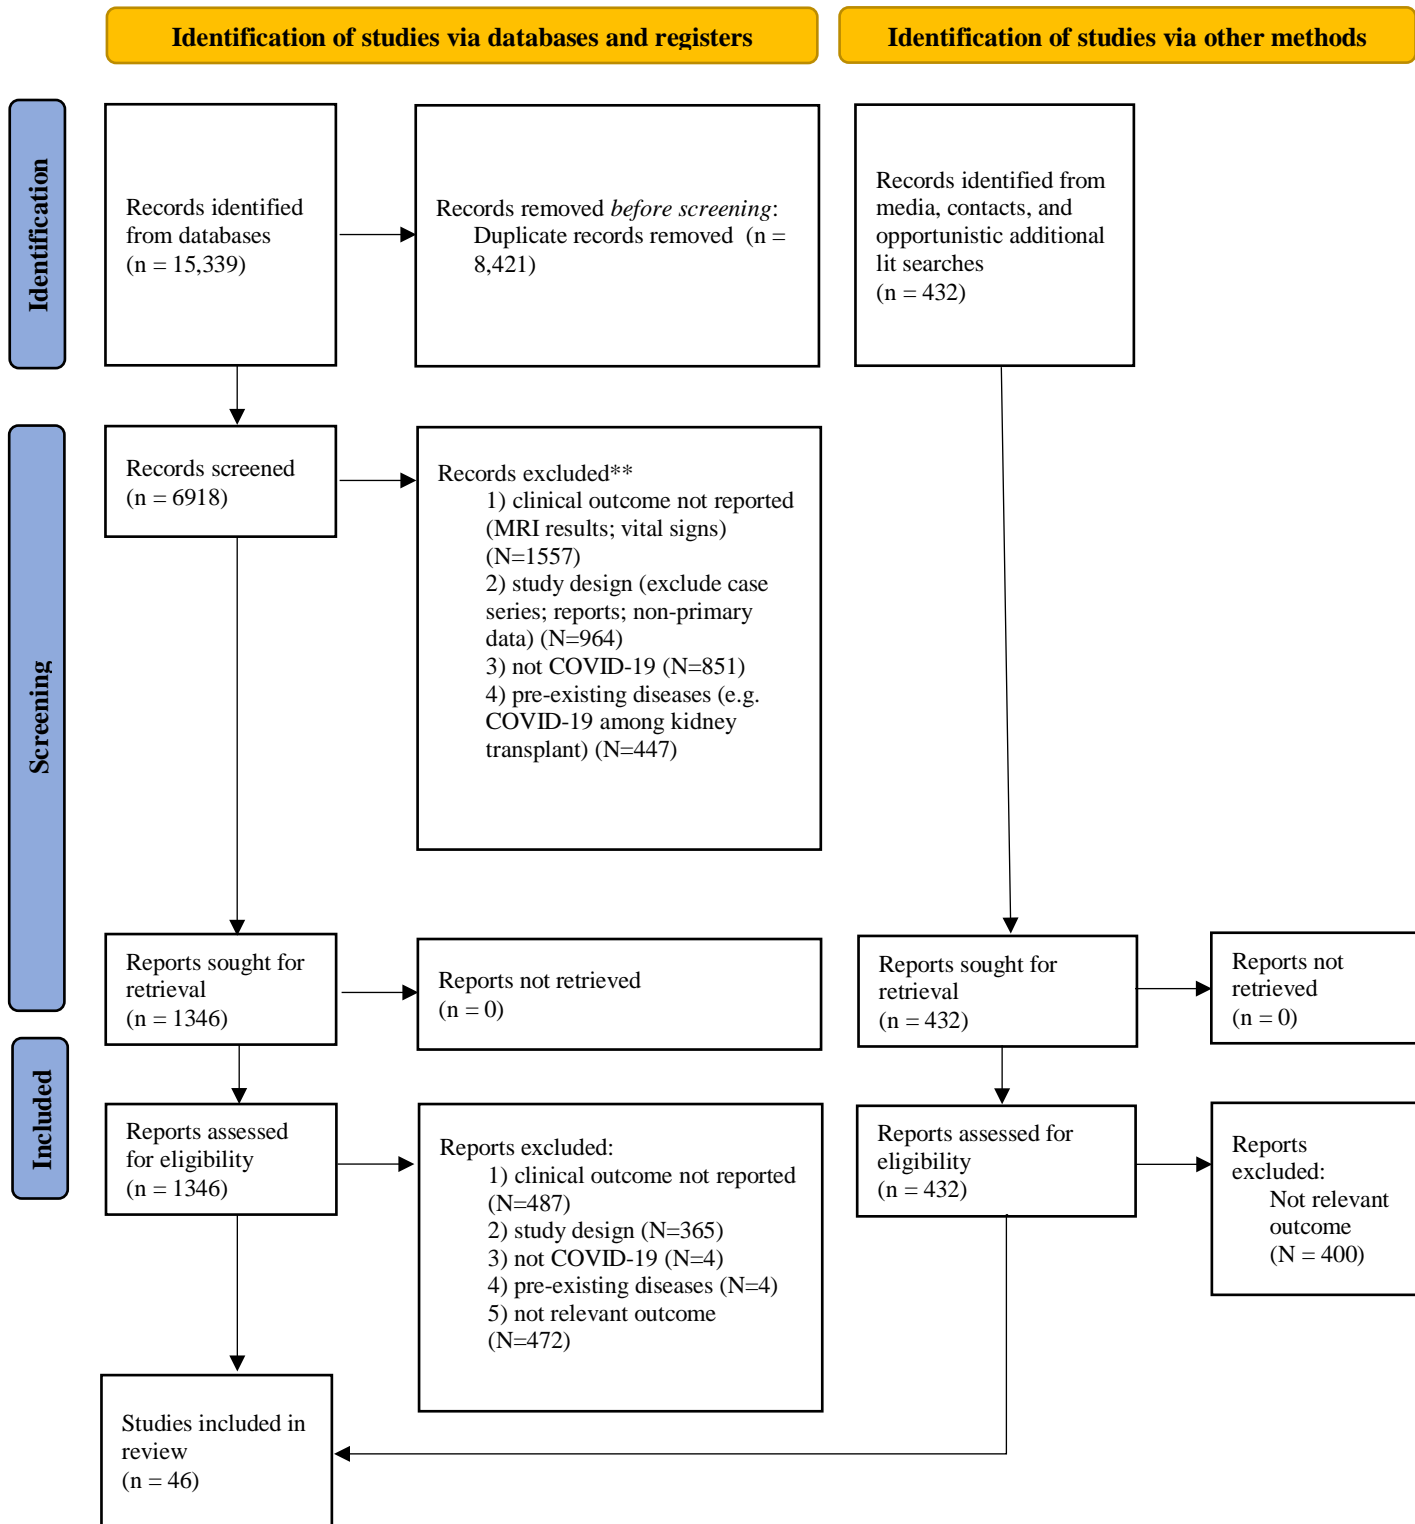 Identification of studies via databases and registers
Identification of studies via other methods
Identification
Records identified
from databases
(n = 15,339)
Records removed before screening:
Duplicate records removed  (n =
8,421)
Records identified from
media, contacts, and
opportunistic additional
lit searches
(n = 432)
Screening
Records screened
(n = 6918)
Records excluded**
1) clinical outcome not reported
(MRI results; vital signs)
(N=1557)
2) study design (exclude case
series; reports; non-primary
data) (N=964)
3) not COVID-19 (N=851)
4) pre-existing diseases (e.g.
COVID-19 among kidney
transplant) (N=447)
Reports sought for
retrieval
(n = 1346)
Reports not retrieved
(n = 0)
Reports sought for
retrieval
(n = 432)
Reports not
retrieved
(n = 0)
Included
Reports assessed
for eligibility
(n = 1346)
Reports excluded:
1) clinical outcome not reported
(N=487)
2) study design (N=365)
3) not COVID-19 (N=4)
4) pre-existing diseases (N=4)
5) not relevant outcome
(N=472)
Reports assessed for
eligibility
(n = 432)
Reports
excluded:
Not relevant
outcome
(N = 400)
Studies included in
review
(n = 46)